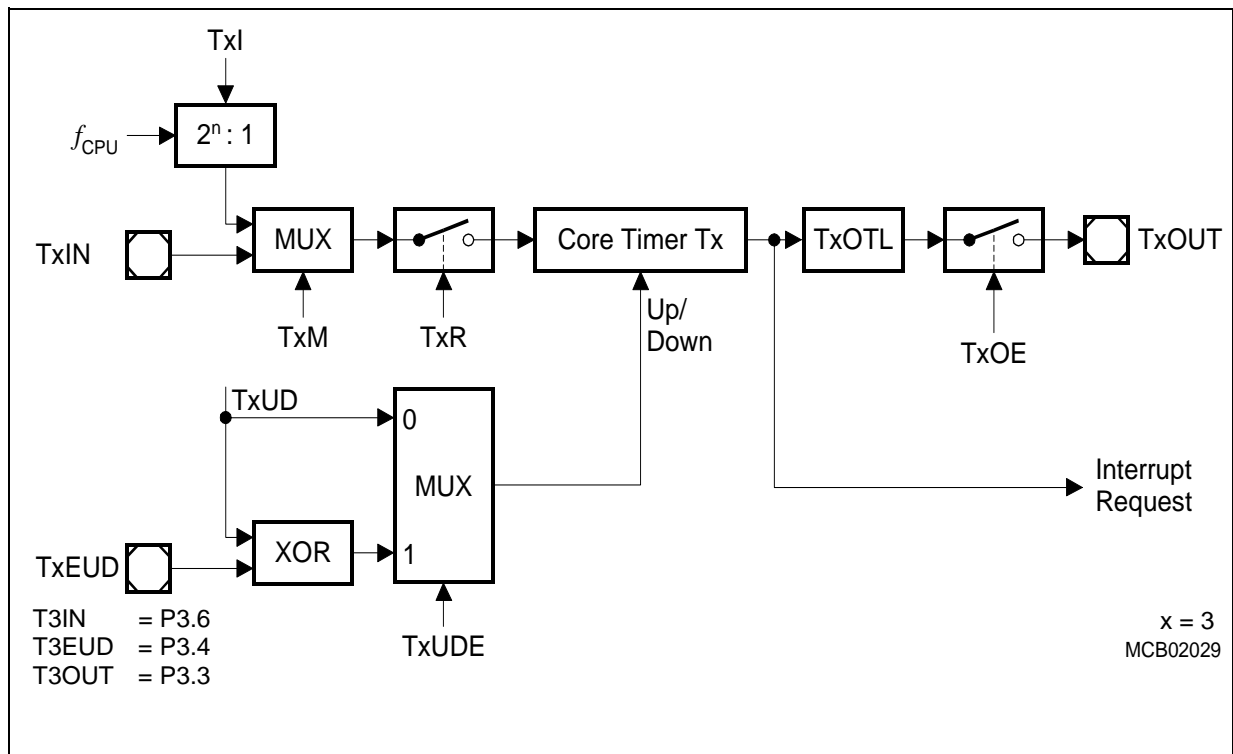 TxI
fCPU
2ⁿ : 1
TxIN
MUX
Core Timer Tx
TxOTL
TxOUT
TxM
TxR
Up/
Down
TxOE
TxUD
0
MUX
Interrupt
Request
TxEUD
XOR
1
TxUDE
T3IN = P3.6
T3EUD = P3.4
T3OUT = P3.3
x = 3
MCB02029